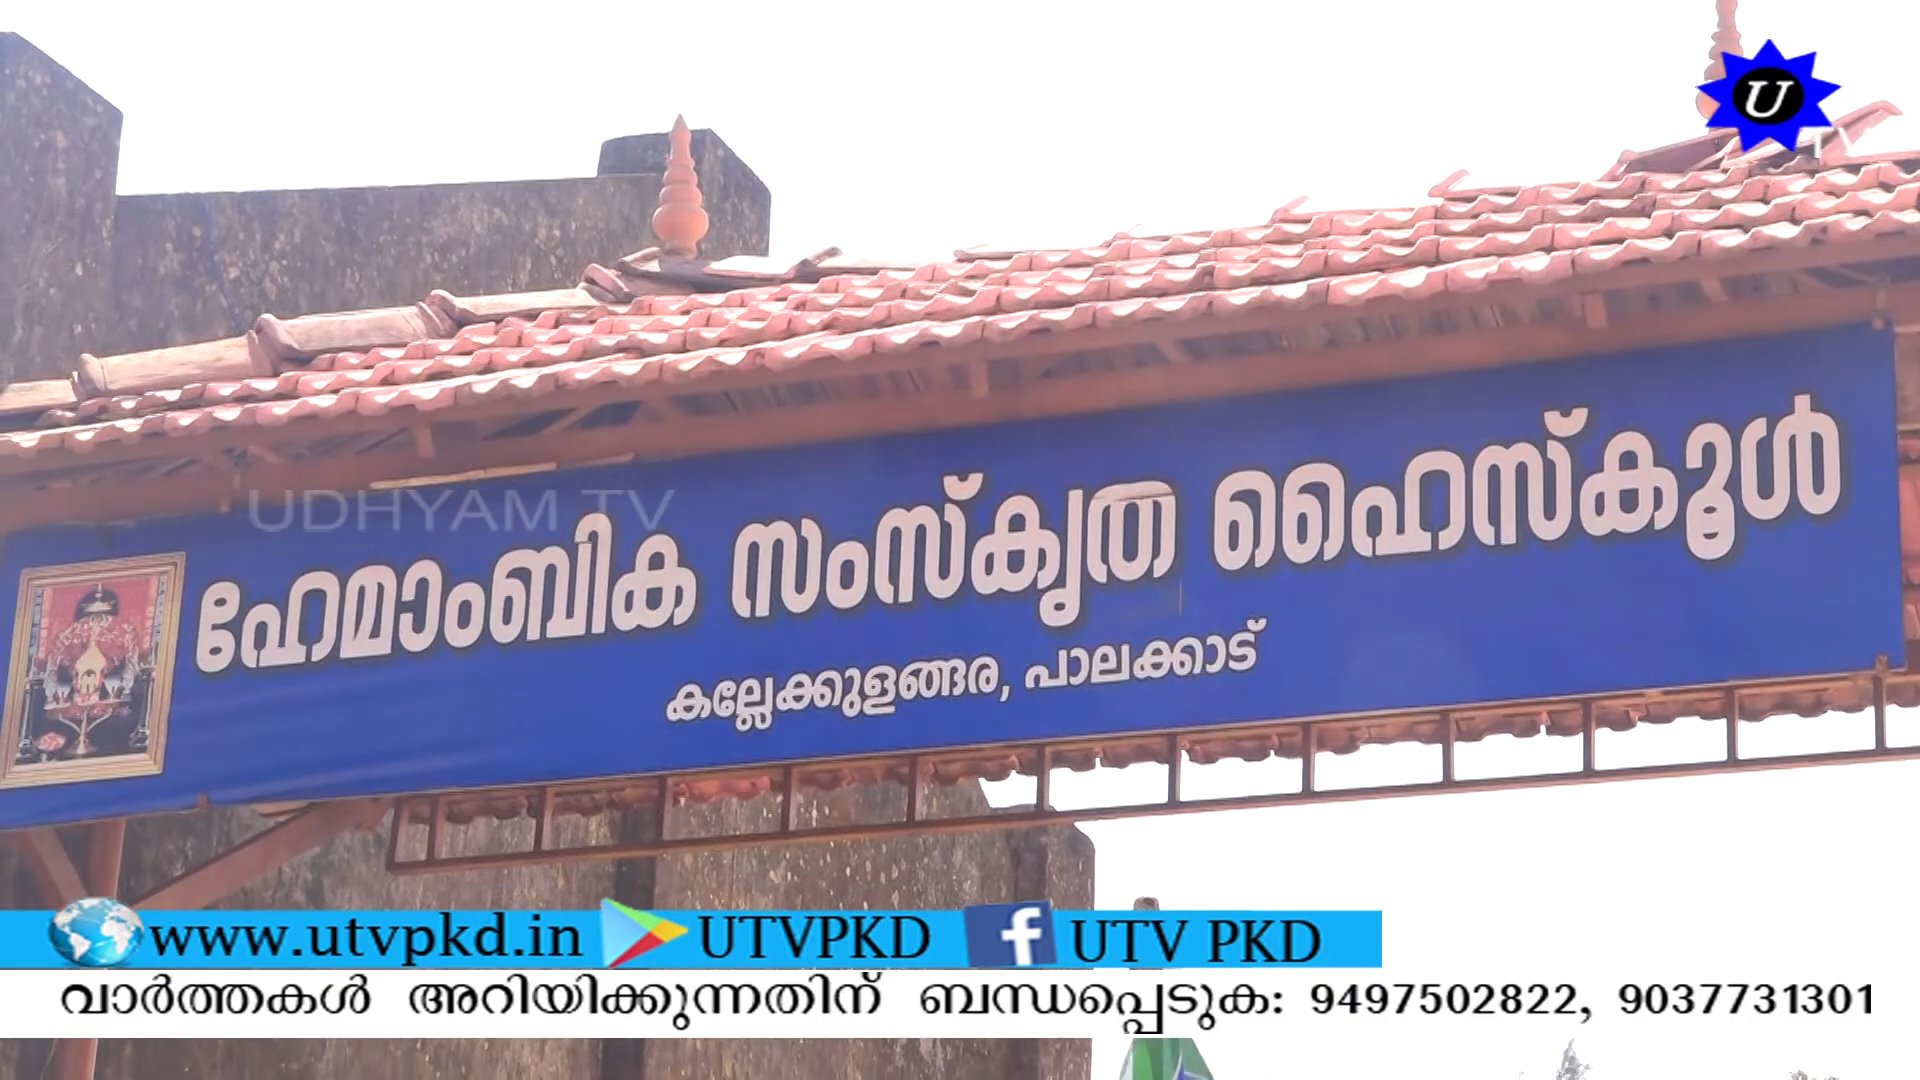 U
TV
UDHYAM TV
ഹേമാംബിക സംസ്കൃത ഹൈസ്കൂൾ
കല്ലേക്കുളങ്ങര, പാലക്കാട്
www.utvpkd.in UTVPKD f UTV PKD
വാർത്തകൾ അറിയിക്കുന്നതിന് ബന്ധപ്പെടുക: 9497502822, 9037731301